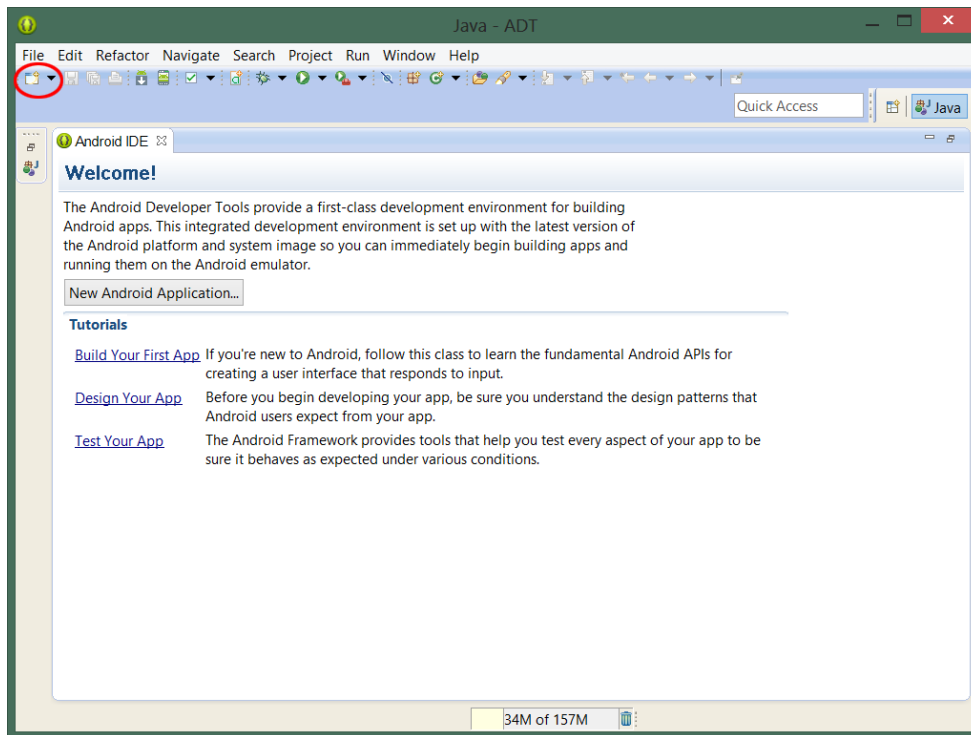 Java - ADT
File Edit Refactor Navigate Search Project Run Window Help
Quick Access
Java
Android IDE
Welcome!
The Android Developer Tools provide a first-class development environment for building
Android apps. This integrated development environment is set up with the latest version of
the Android platform and system image so you can immediately begin building apps and
running them on the Android emulator.
New Android Application...
Tutorials
Build Your First App If you're new to Android, follow this class to learn the fundamental Android APIs for
creating a user interface that responds to input.
Design Your App Before you begin developing your app, be sure you understand the design patterns that
Android users expect from your app.
Test Your App The Android Framework provides tools that help you test every aspect of your app to be
sure it behaves as expected under various conditions.
34M of 157M